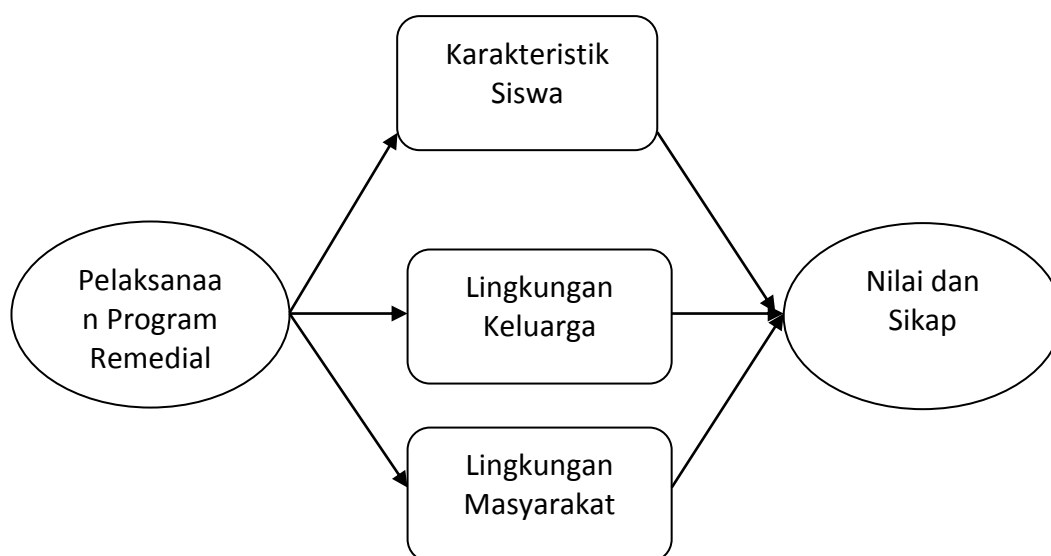 Karakteristik
Siswa
Pelaksanaa
n Program
Remedial
Lingkungan
Keluarga
Nilai dan
Sikap
Lingkungan
Masyarakat